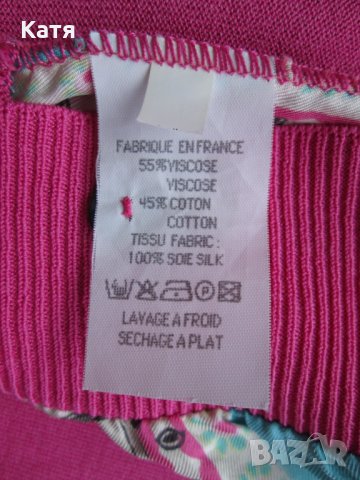 Катя
FABRIQUE EN FRANCE
55% VISCOSE
VISCOSE
45% COTON
COTTON
TISSU FABRIC :
100% SOIE SILK
P
LAVAGE A FROID
SECHAGE A PLAT
BAZAR